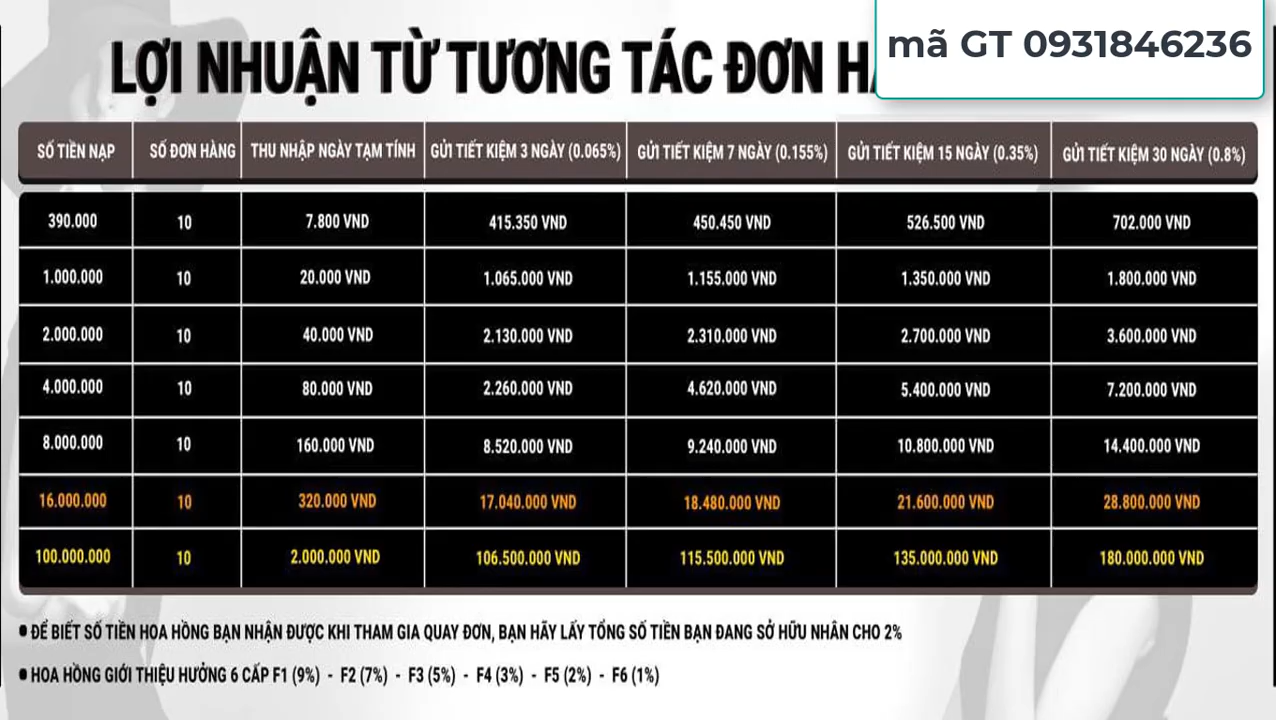 LỢI NHUẬN TỪ TƯƠNG TÁC ĐƠN
mã GT 0931846236
SỐ TIỀN NẠP SỐ ĐƠN HÀNG THU NHẬP NGÀY TẠM TÍNH GỬI TIẾT KIỆM 3 NGÀY (0.065%) GỬI TIẾT KIỆM 7 NGÀY (0.155%) GỬI TIẾT KIỆM 15 NGÀY (0.35%) GỬI TIẾT KIỆM 30 NGÀY (0.8%)
390.000 10 7.800 VND 415.350 VND 450.450 VND 526.500 VND 702.000 VND
1.000.000 10 20.000 VND 1.065.000 VND 1.155.000 VND 1.350.000 VND 1.800.000 VND
2.000.000 10 40.000 VND 2.130.000 VND 2.310.000 VND 2.700.000 VND 3.600.000 VND
4.000.000 10 80.000 VND 2.260.000 VND 4.620.000 VND 5.400.000 VND 7.200.000 VND
8.000.000 10 160.000 VND 8.520.000 VND 9.240.000 VND 10.800.000 VND 14.400.000 VND
16.000.000 10 320.000 VND 17.040.000 VND 18.480.000 VND 21.600.000 VND 28.800.000 VND
100.000.000 10 2.000.000 VND 106.500.000 VND 115.500.000 VND 135.000.000 VND 180.000.000 VND
• ĐỂ BIẾT SỐ TIỀN HOA HỒNG BẠN NHẬN ĐƯỢC KHI THAM GIA QUAY ĐƠN, BẠN HÃY LẤY TỔNG SỐ TIỀN BẠN ĐANG SỞ HỮU NHÂN CHO 2%
• HOA HỒNG GIỚI THIỆU HƯỞNG 6 CẤP F1 (9%) - F2 (7%) - F3 (5%) - F4 (3%) - F5 (2%) - F6 (1%)